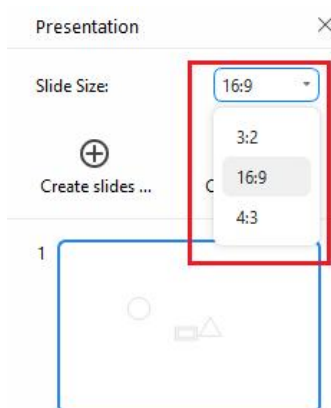 Presentation
Slide Size:
16:9
3:2
16:9
4:3
Create slides ...
1